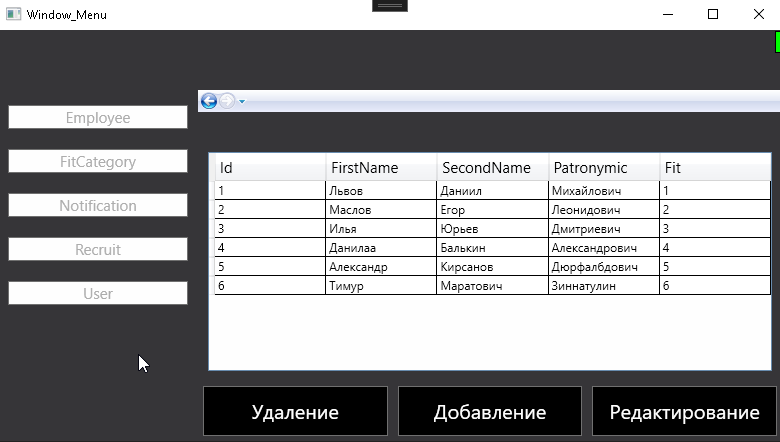 Window_Menu
Employee
FitCategory
Notification
Recruit
User
Id FirstName SecondName Patronymic Fit
1 Львов Даниил Михайлович 1
2 Маслов Егор Леонидович 2
3 Илья Юрьев Дмитриевич 3
4 Данилаа Балькин Александрович 4
5 Александр Кирсанов Дюрфалбдович 5
6 Тимур Маратович Зиннатулин 6
Удаление Добавление Редактирование